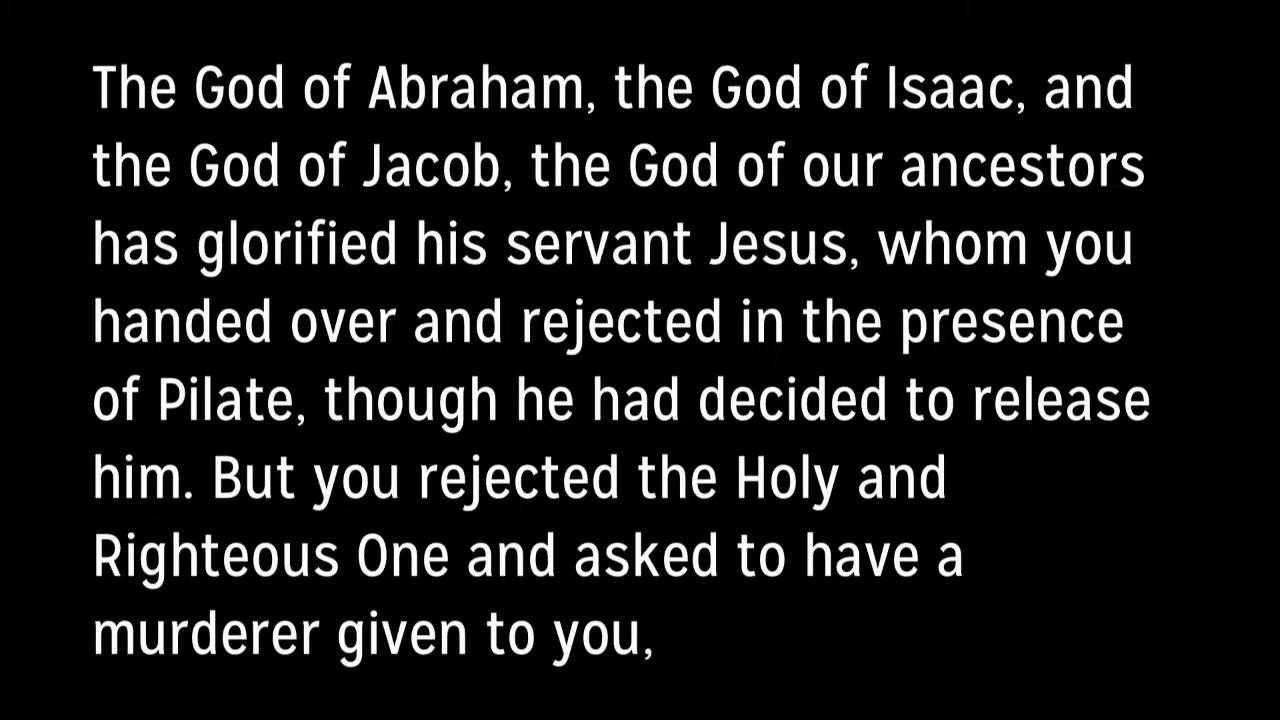 The God of Abraham, the God of Isaac, and
the God of Jacob, the God of our ancestors
has glorified his servant Jesus, whom you
handed over and rejected in the presence
of Pilate, though he had decided to release
him. But you rejected the Holy and
Righteous One and asked to have a
murderer given to you,